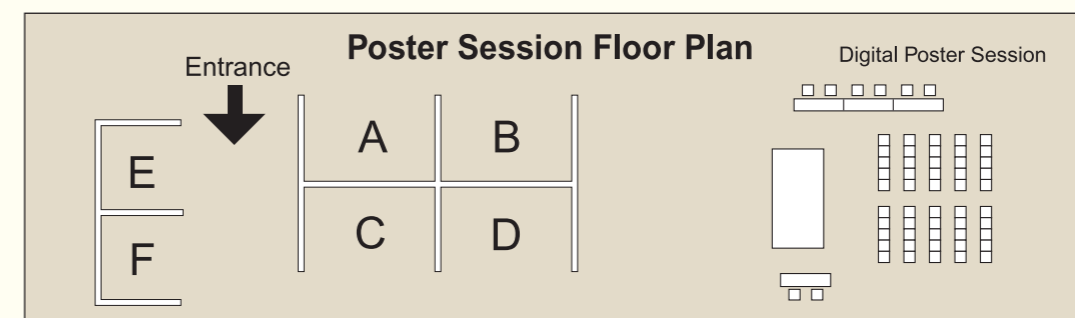 Poster Session Floor Plan
Digital Poster Session
Entrance
A
B
E
C
D
F